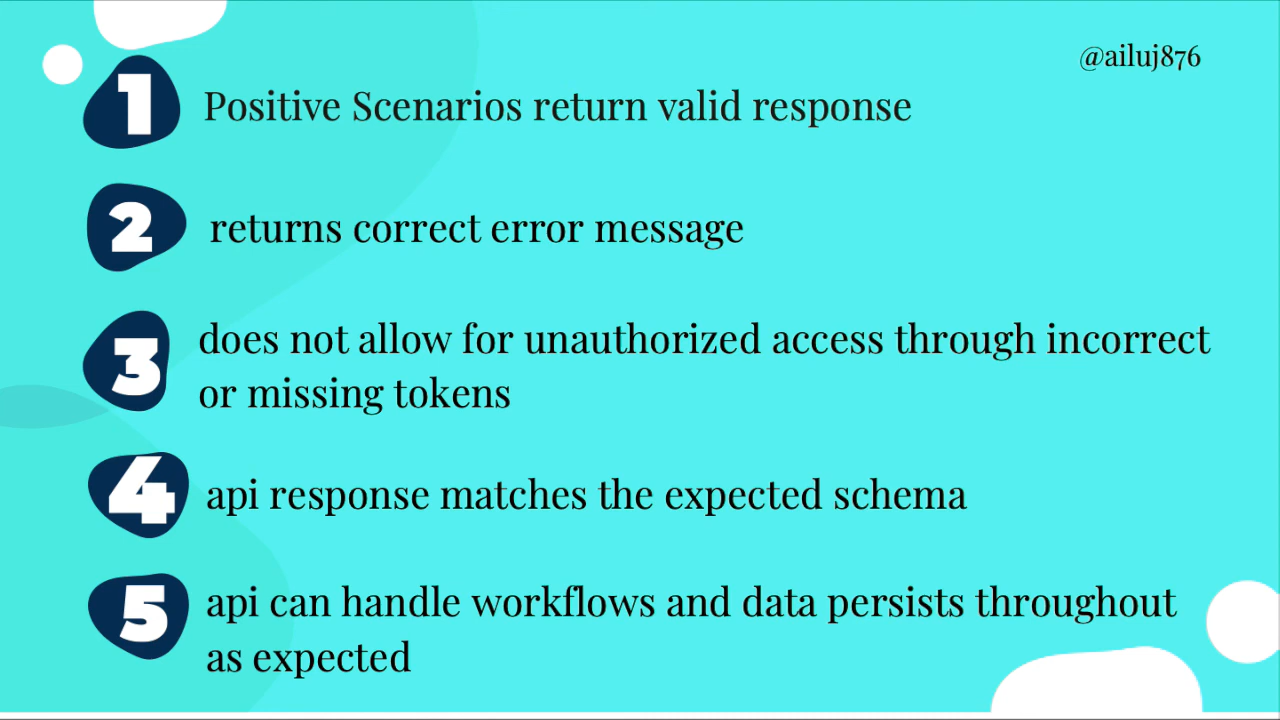 @ailuj876
1 Positive Scenarios return valid response
2 returns correct error message
3 does not allow for unauthorized access through incorrect
or missing tokens
4 api response matches the expected schema
5 api can handle workflows and data persists throughout
as expected